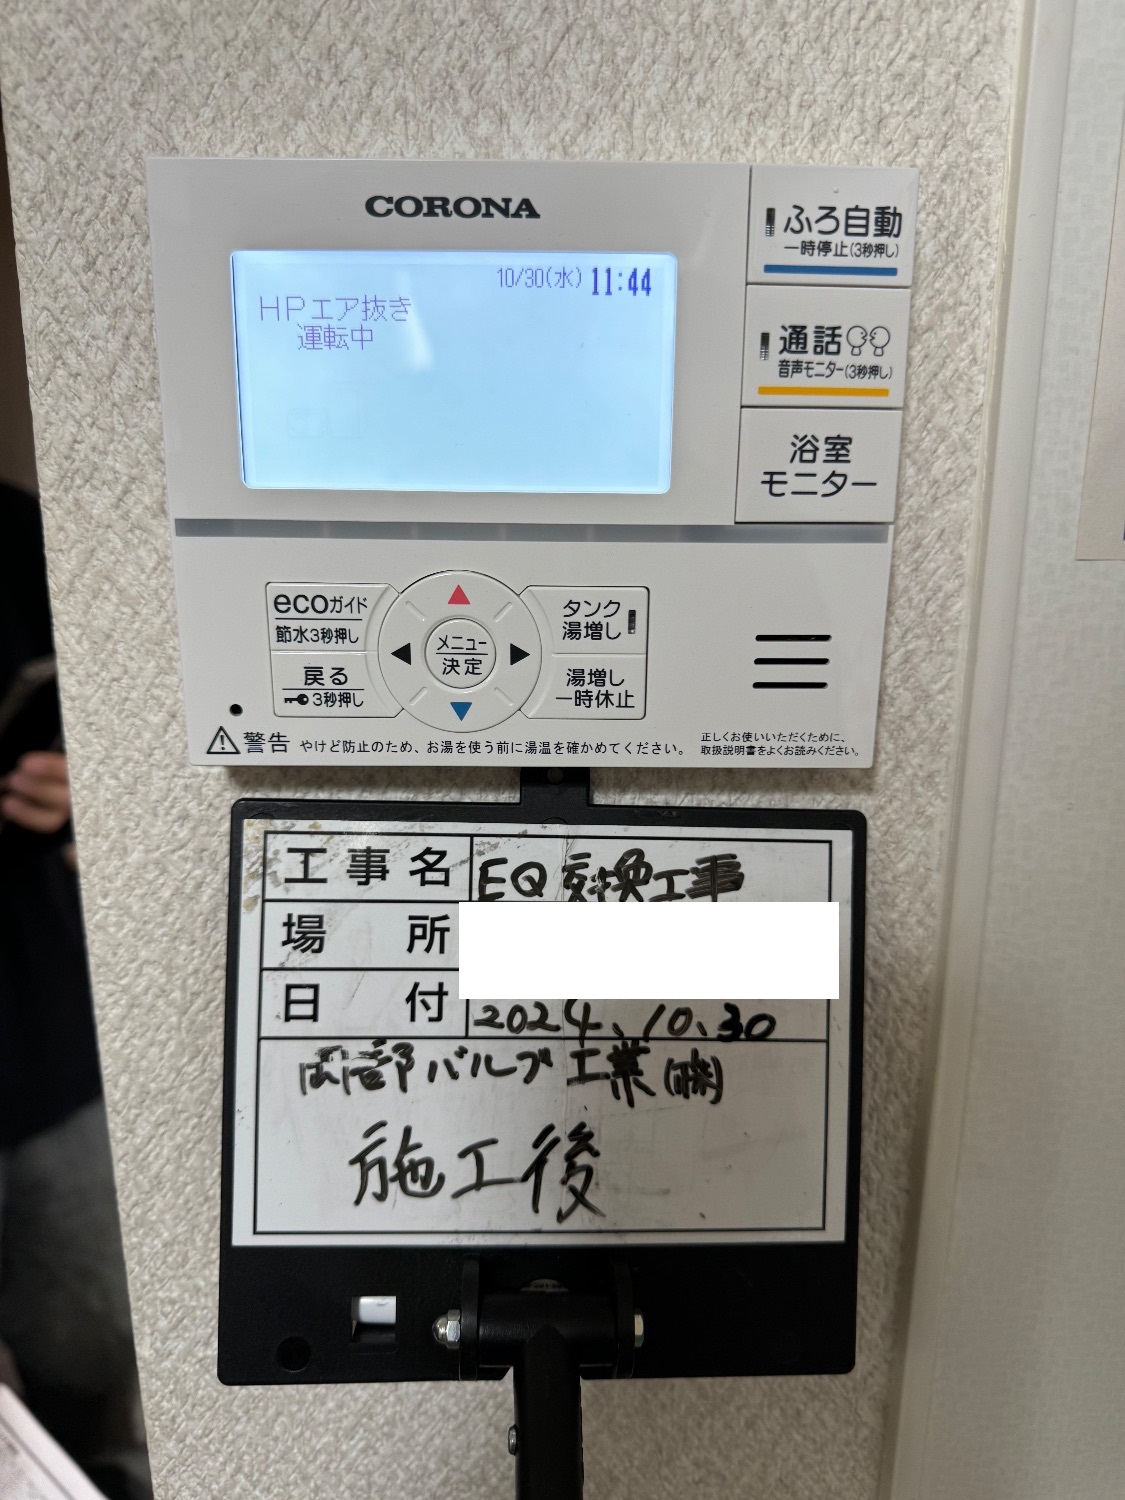 CORONA
10/30(水) 11:44
HPエア抜き
運転中
ふろ自動
一時停止(3秒押し)
通話
音声モニター(3秒押し)
浴室
モニター
ecoガイド
節水3秒押し
戻る
3秒押し
メニュー
決定
タンク
湯増し
湯増し
一時休止
警告 やけど防止のため、お湯を使う前に湯温を確かめてください。
正しくお使いいただくために、
取扱説明書をよくお読みください。
工事名 EQ交換工事
場所
日付 2024.10.30
岡部バルブ工業(株)
施工後